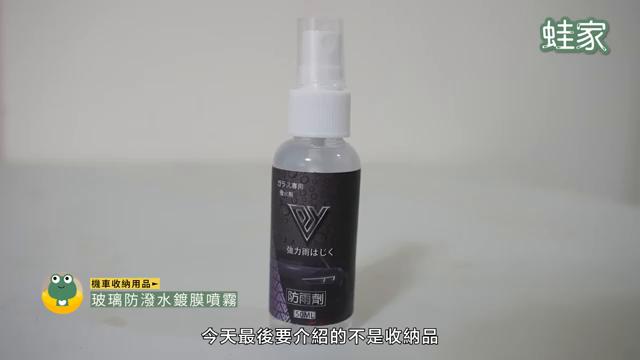 蛙家
ガラス專用
強力雨はじく
防雨劑
50ML
機車收納用品
玻璃防潑水鍍膜噴霧
今天最後要介紹的不是收納品